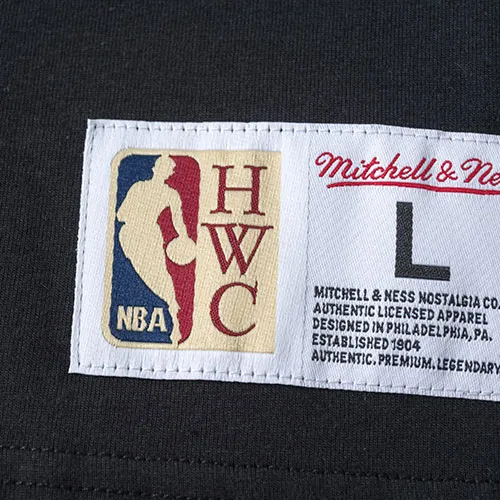 NBA
H
W
C
Mitchell & Ne
L
MITCHELL & NESS NOSTALGIA CO.
AUTHENTIC LICENSED APPAREL
DESIGNED IN PHILADELPHIA, PA.
ESTABLISHED 1904
AUTHENTIC. PREMIUM. LEGENDARY